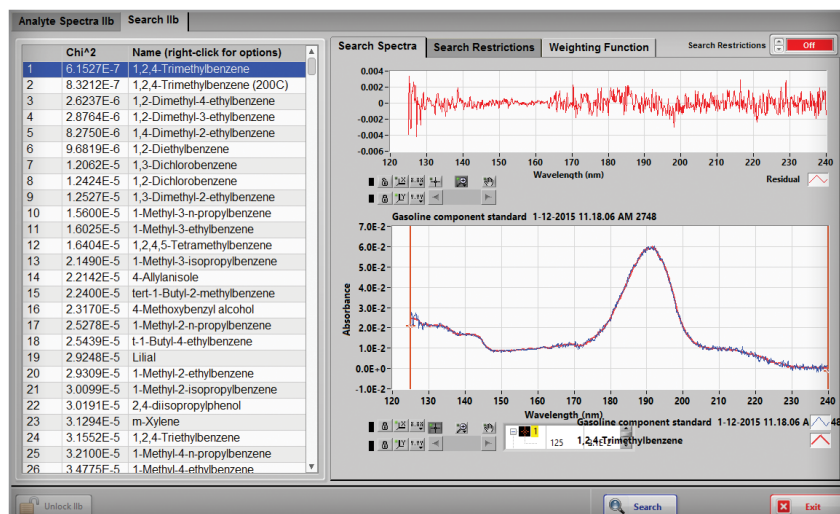 Analyte Spectra IIb Search IIb
Chi^2 Name (right-click for options)
1 6.1527E-7 1,2,4-Trimethylbenzene
2 8.3212E-7 1,2,4-Trimethylbenzene (200C)
3 2.6237E-6 1,2-Dimethyl-4-ethylbenzene
4 2.8764E-6 1,2-Dimethyl-3-ethylbenzene
5 8.2750E-6 1,4-Dimethyl-2-ethylbenzene
6 9.6819E-6 1,2-Diethylbenzene
7 1.2062E-5 1,3-Dichlorobenzene
8 1.2424E-5 1,2-Dichlorobenzene
9 1.2527E-5 1,3-Dimethyl-2-ethylbenzene
10 1.5600E-5 1-Methyl-3-n-propylbenzene
11 1.6025E-5 1-Methyl-3-ethylbenzene
12 1.6404E-5 1,2,4,5-Tetramethylbenzene
13 2.1490E-5 1-Methyl-3-isopropylbenzene
14 2.2142E-5 4-Allylanisole
15 2.2400E-5 tert-1-Butyl-2-methylbenzene
16 2.3170E-5 4-Methoxybenzyl alcohol
17 2.5278E-5 1-Methyl-2-n-propylbenzene
18 2.5439E-5 t-1-Butyl-4-ethylbenzene
19 2.9248E-5 Lilial
20 2.9309E-5 1-Methyl-2-ethylbenzene
21 3.0099E-5 1-Methyl-2-isopropylbenzene
22 3.0191E-5 2,4-diisopropylphenol
23 3.1294E-5 m-Xylene
24 3.1552E-5 1,2,4-Triethylbenzene
25 3.2100E-5 1-Methyl-4-n-propylbenzene
26 3.4775E-5 1-Methyl-4-ethylbenzene
Unlock IIb
Search Spectra Search Restrictions Weighting Function Search Restrictions Off
0.004
0.002
0.000
-0.002
-0.004
-0.006
120 130 140 150 160 170 180 190 200 210 220 230 240
Wavelength (nm)
Residual
Gasoline component standard 1-12-2015 11.18.06 AM 2748
7.0E-2
6.0E-2
5.0E-2
4.0E-2
3.0E-2
2.0E-2
1.0E-2
0.0E+0
-1.0E-2
Absorbance
120 130 140 150 160 170 180 190 200 210 220 230 240
Wavelength (nm)
Gasoline component standard 1-12-2015 11.18.06 A 48
1
125
1,2,4-Trimethylbenzene
Search Exit